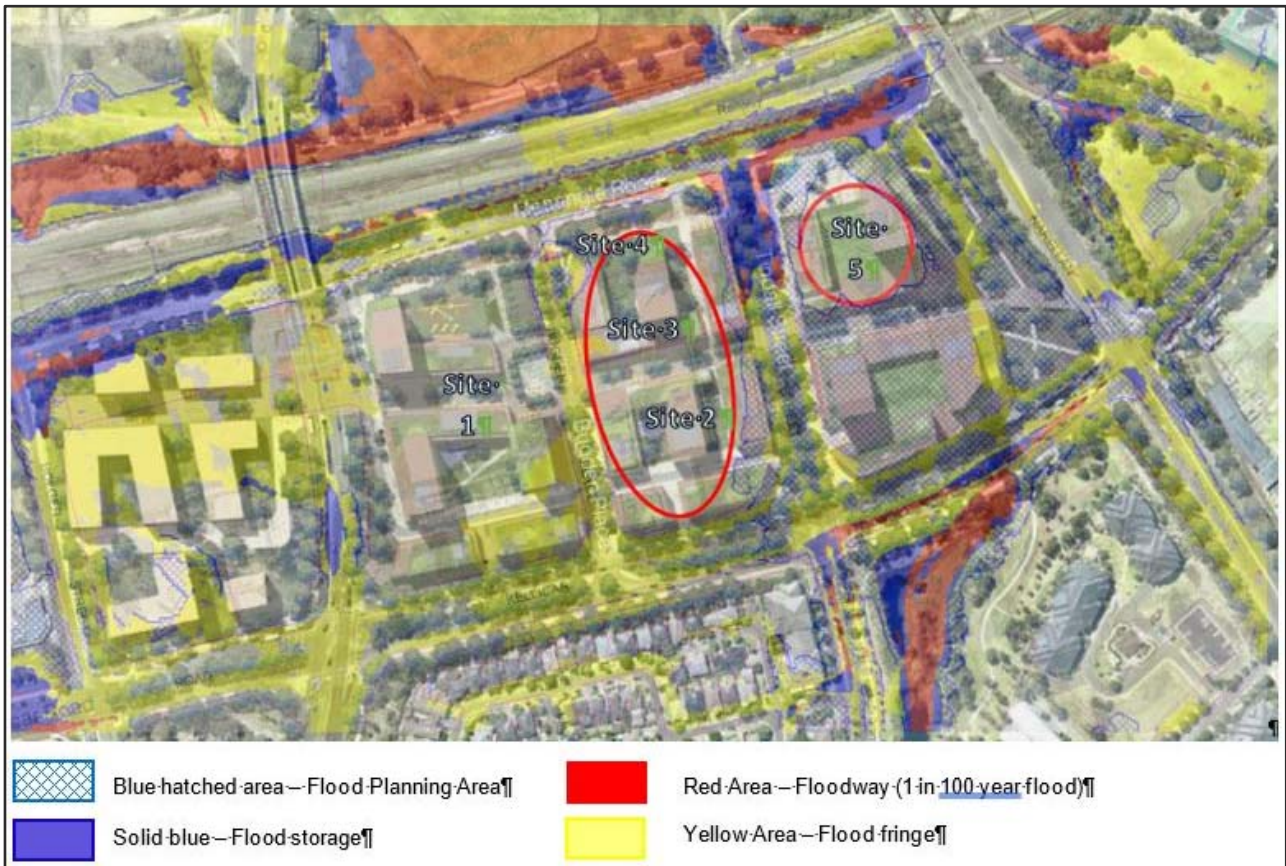 Site·4
Site·
5¶
Site·3
Site·
1¶
Site·2
¶
Blue·hatched·area·–·Flood·Planning·Area¶
Red·Area·–·Floodway·(1·in·100·year·flood)¶
Solid·blue·–·Flood·storage¶
Yellow·Area·–·Flood·fringe¶